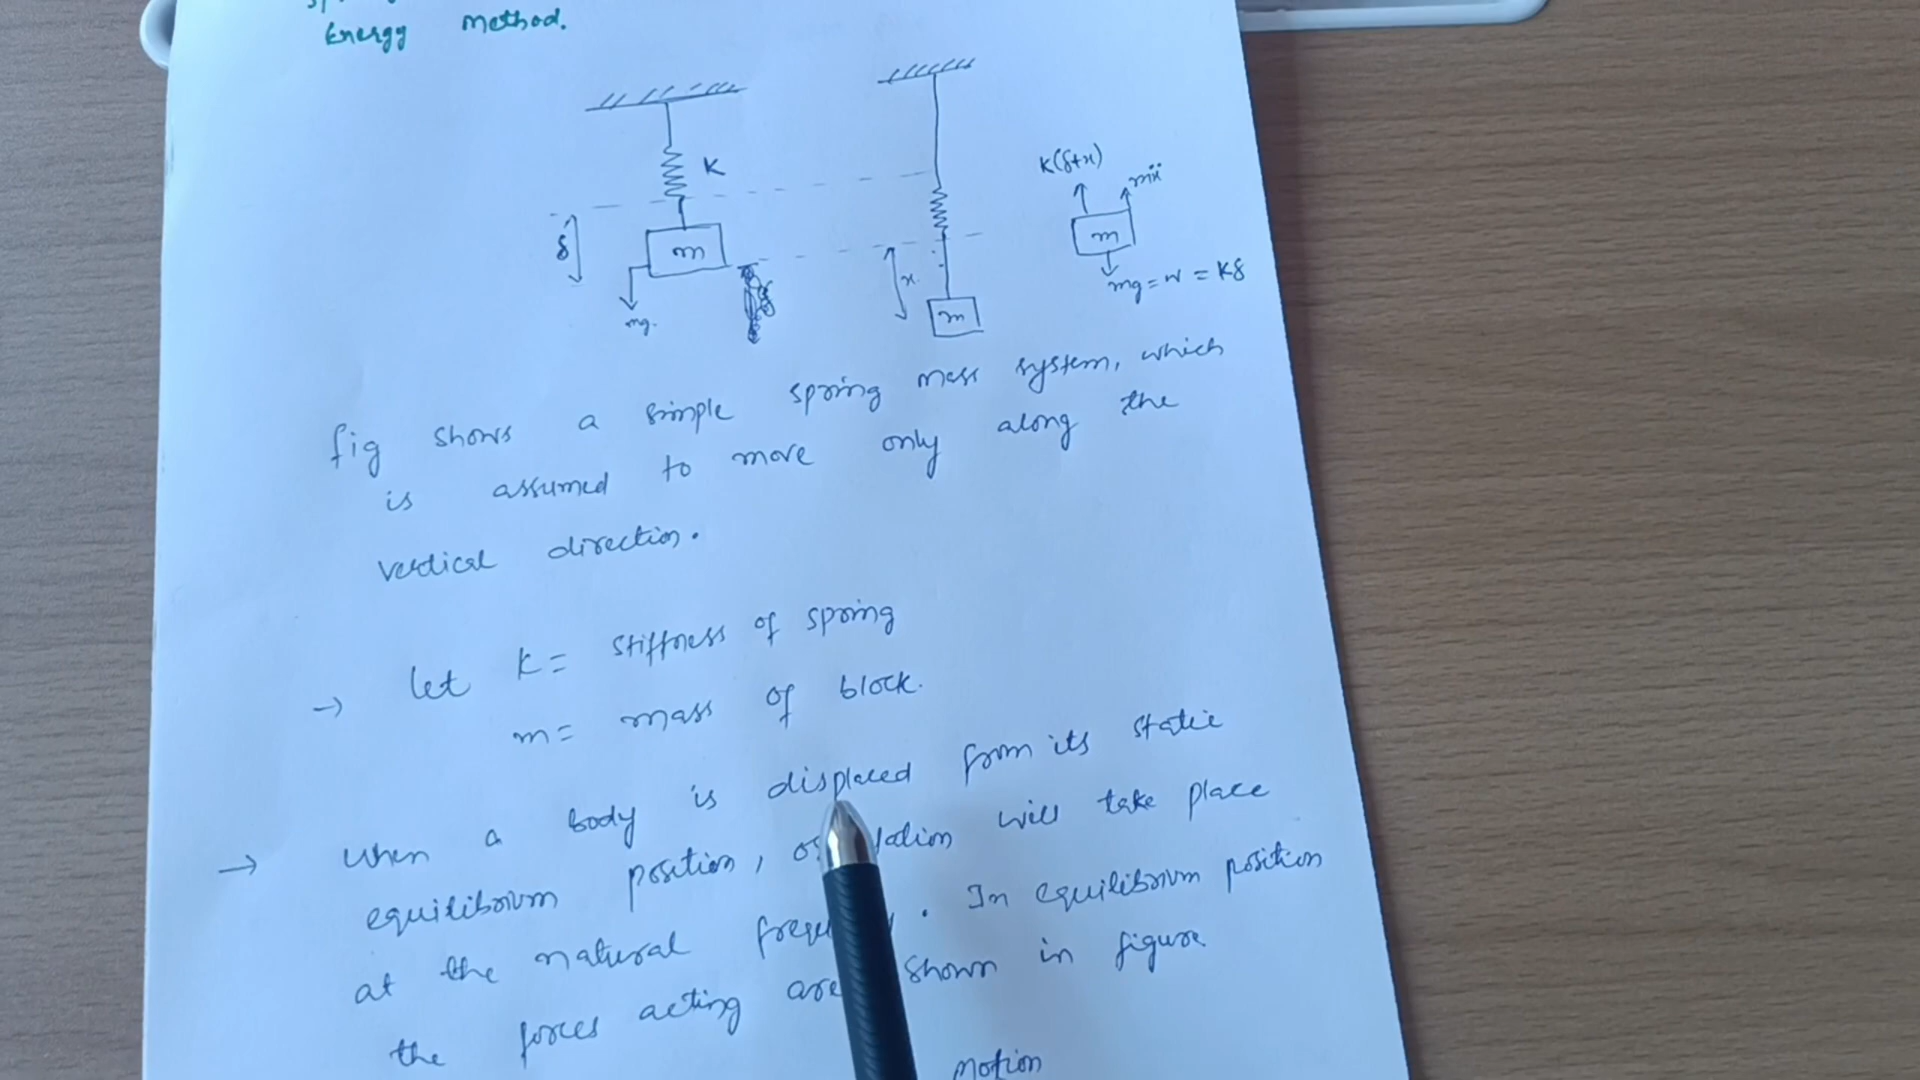 Energy method.
K
δ
m
mg.
x
m
K(δ+x)
mẍ
m
mg = W = Kδ
fig shows a simple spring mass system, which
is assumed to move only along the
vertical direction.
→ let K = stiffness of spring
m = mass of block.
→ When a body is displaced from its static
equilibrium position, will take place
at the natural . In equilibrium position
the forces acting are shown in figure
motion